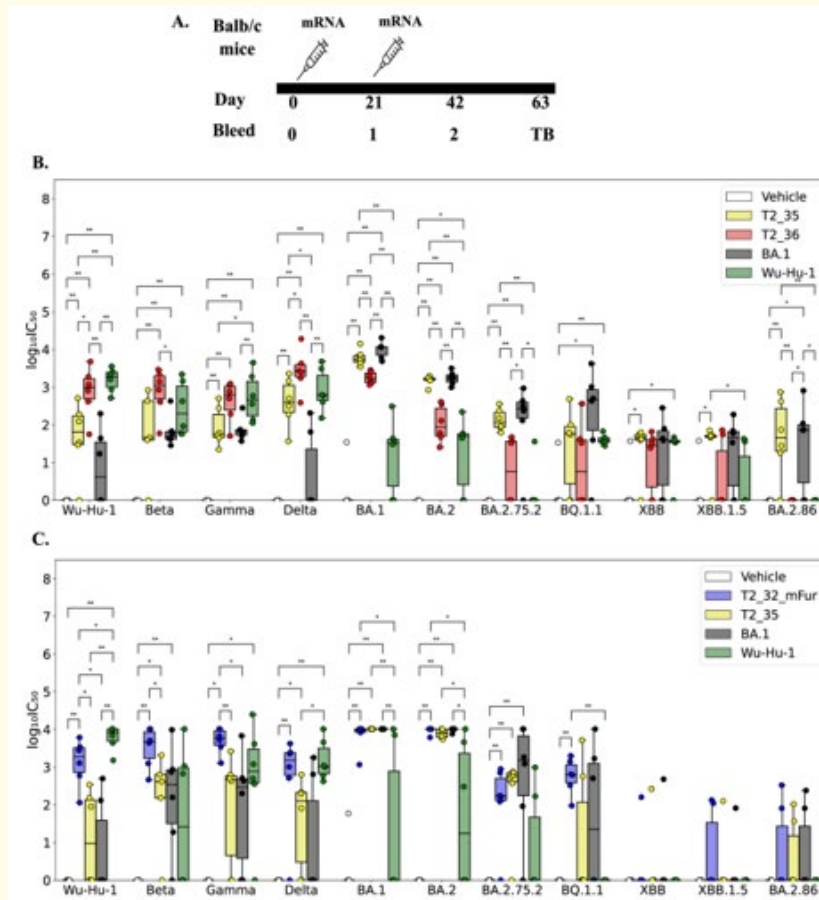 A.
Balb/c mice
mRNA
mRNA
Day
0
21
42
63
Bleed
0
1
2
TB
B.
8
7
6
5
4
3
2
1
0
log₁₀IC₅₀
Vehicle
T2_35
T2_36
BA.1
Wu-Hu-1
Wu-Hu-1
Beta
Gamma
Delta
BA.1
BA.2
BA.2.75.2
BQ.1.1
XBB
XBB.1.5
BA.2.86
C.
8
7
6
5
4
3
2
1
0
log₁₀IC₅₀
Vehicle
T2_32_mFur
T2_35
BA.1
Wu-Hu-1
Wu-Hu-1
Beta
Gamma
Delta
BA.1
BA.2
BA.2.75.2
BQ.1.1
XBB
XBB.1.5
BA.2.86